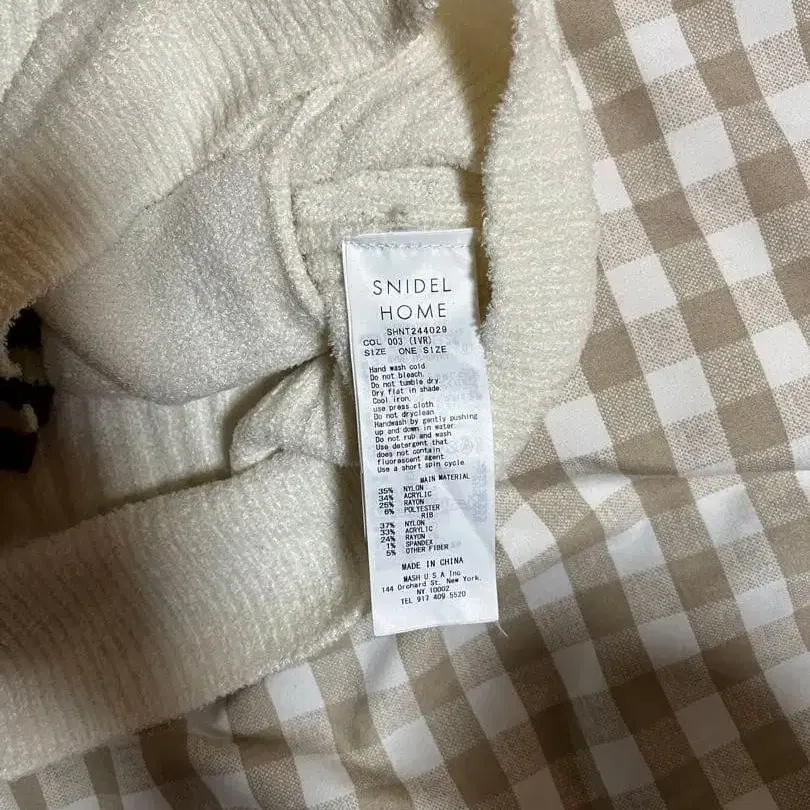 SNIDEL
HOME
SHNT244029
COL 003 (IVR)
SIZE ONE SIZE
Hand wash cold
Do not bleach.
Do not tumble dry.
Dry flat in shade.
Cool iron.
use press cloth
Do not dryclean
Handwash by gently pushing
up and down in water
Do not rub and wash
Use detergent that
does not contain
fluorescent agent
Use a short spin cycle
MAIN MATERIAL
35% NYLON
34% ACRYLIC
25% RAYON
6% POLYESTER
RIB
37% NYLON
33% ACRYLIC
24% RAYON
1% SPANDEX
5% OTHER FIBER
MADE IN CHINA
MASH U S A Inc
144 Orchard St. New York.
NY 10002
TEL 917 409 5520